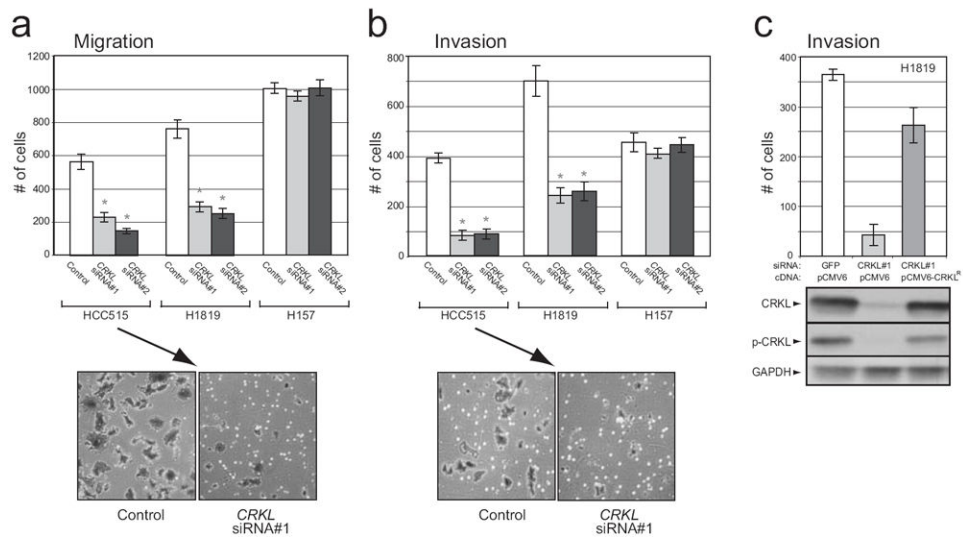 a
Migration
1200
1000
800
600
400
200
0
# of cells
*
*
*
*
Control
CRKL
siRNA#1
CRKL
siRNA#2
Control
CRKL
siRNA#1
CRKL
siRNA#2
Control
CRKL
siRNA#1
CRKL
siRNA#2
HCC515
H1819
H157
Control
CRKL
siRNA#1
b
Invasion
800
600
400
200
0
# of cells
*
*
*
*
Control
CRKL
siRNA#1
CRKL
siRNA#2
Control
CRKL
siRNA#1
CRKL
siRNA#2
Control
CRKL
siRNA#1
CRKL
siRNA#2
HCC515
H1819
H157
Control
CRKL
siRNA#1
c
Invasion
H1819
400
300
200
100
0
# of cells
siRNA: GFP CRKL#1 CRKL#1
cDNA: pCMV6 pCMV6 pCMV6-CRKLᴿ
CRKL
p-CRKL
GAPDH